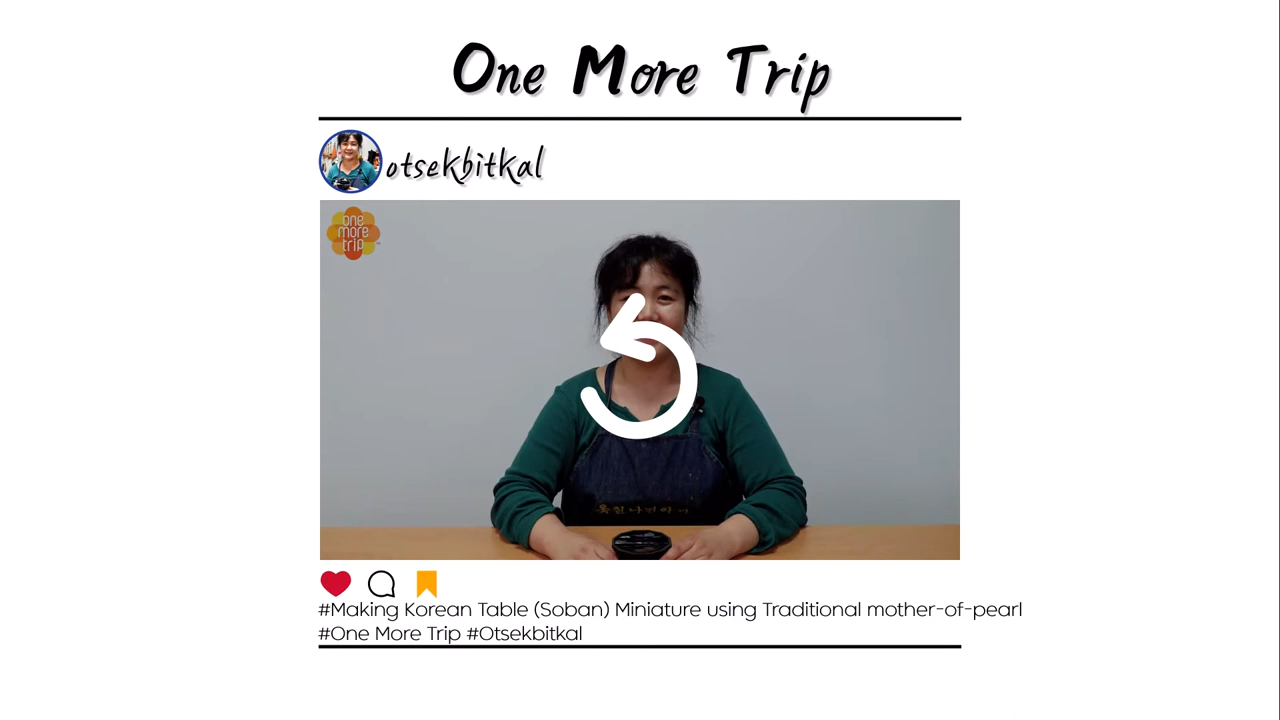 One More Trip
otsekbitkal
one
more
trip
#Making Korean Table (Soban) Miniature using Traditional mother-of-pearl
#One More Trip #Otsekbitkal